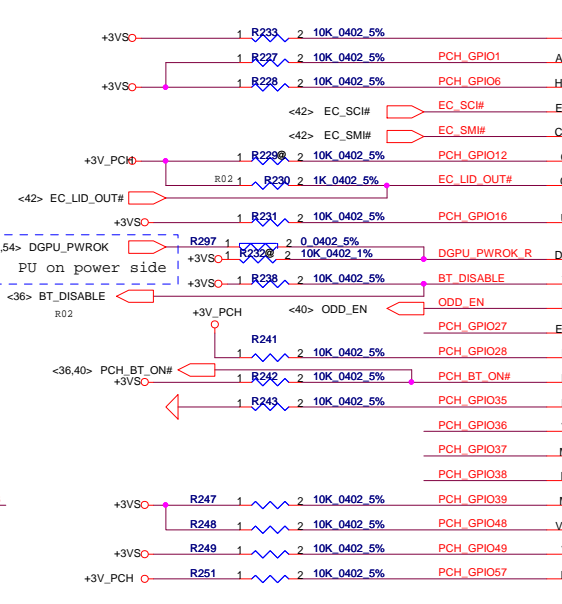 +3VS 1 R233 2 10K_0402_5%
1 R227 2 10K_0402_5% PCH_GPIO1 A
+3VS 1 R228 2 10K_0402_5% PCH_GPIO6 H
<42> EC_SCI# EC_SCI# E
<42> EC_SMI# EC_SMI# C
+3V_PCH 1 R229@ 2 10K_0402_5% PCH_GPIO12
R02 1 R230 2 1K_0402_5% EC_LID_OUT#
<42> EC_LID_OUT#
+3VS 1 R231 2 10K_0402_5% PCH_GPIO16
,54> DGPU_PWROK R297 1 2 0_0402_5%
+3VS 1 R232@ 2 10K_0402_1% DGPU_PWROK_R D
PU on power side
+3VS 1 R238 2 10K_0402_5% BT_DISABLE
<36> BT_DISABLE
R02
<40> ODD_EN ODD_EN
+3V_PCH
PCH_GPIO27 E
R241
1 2 10K_0402_5% PCH_GPIO28
<36,40> PCH_BT_ON#
+3VS 1 R242 2 10K_0402_5% PCH_BT_ON#
1 R243 2 10K_0402_5% PCH_GPIO35
PCH_GPIO36
PCH_GPIO37
PCH_GPIO38
+3VS R247 1 2 10K_0402_5% PCH_GPIO39
R248 1 2 10K_0402_5% PCH_GPIO48 V
+3VS R249 1 2 10K_0402_5% PCH_GPIO49
+3V_PCH R251 1 2 10K_0402_5% PCH_GPIO57